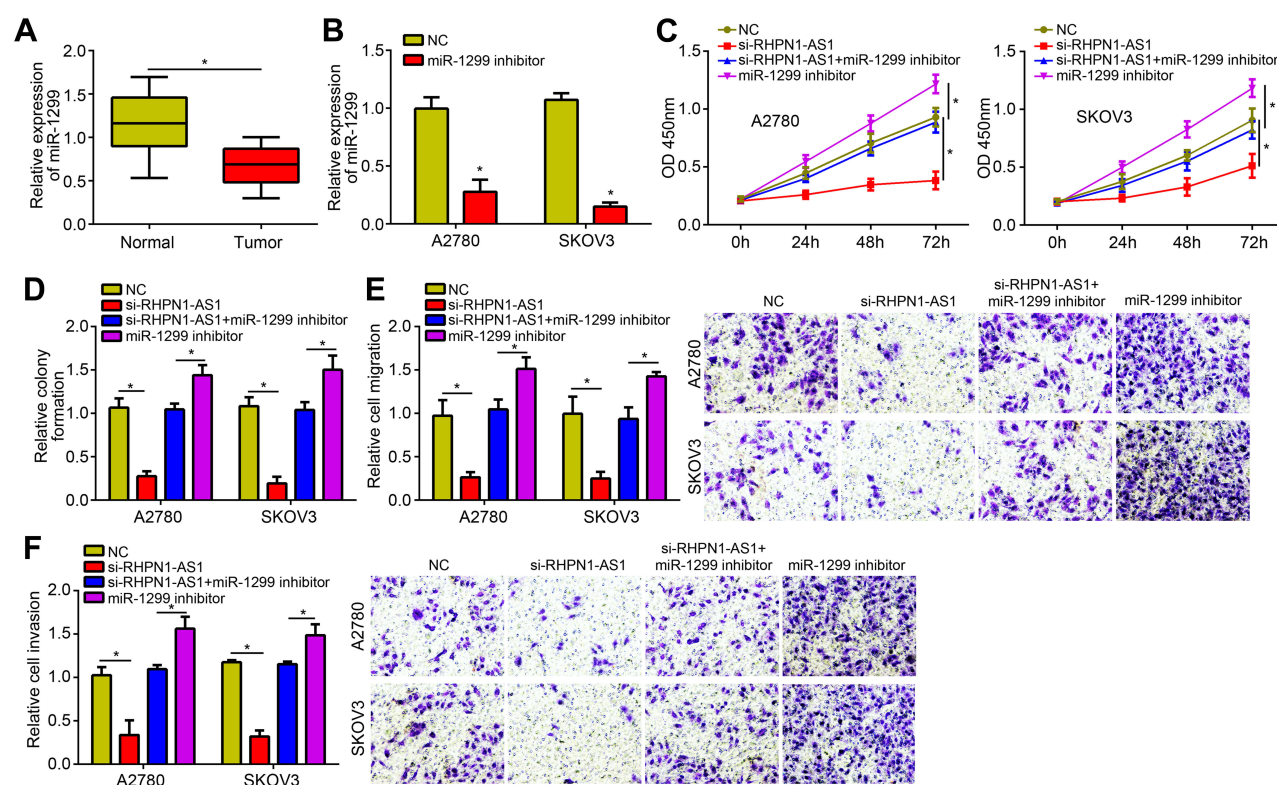 A
Relative expression
of miR-1299
2.0
1.5
1.0
0.5
0.0
*
Normal
Tumor
B
NC
miR-1299 inhibitor
Relative expression
of miR-1299
1.5
1.0
0.5
0.0
*
*
A2780
SKOV3
C
NC
si-RHPN1-AS1
si-RHPN1-AS1+miR-1299 inhibitor
miR-1299 inhibitor
OD 450nm
1.5
1.0
0.5
0.0
A2780
*
*
0h
24h
48h
72h
NC
si-RHPN1-AS1
si-RHPN1-AS1+miR-1299 inhibitor
miR-1299 inhibitor
OD 450nm
1.5
1.0
0.5
0.0
SKOV3
*
*
0h
24h
48h
72h
D
NC
si-RHPN1-AS1
si-RHPN1-AS1+miR-1299 inhibitor
miR-1299 inhibitor
Relative colony
formation
2.0
1.5
1.0
0.5
0.0
*
*
*
*
A2780
SKOV3
E
NC
si-RHPN1-AS1
si-RHPN1-AS1+miR-1299 inhibitor
miR-1299 inhibitor
Relative cell migration
2.0
1.5
1.0
0.5
0.0
*
*
*
*
A2780
SKOV3
NC
si-RHPN1-AS1
si-RHPN1-AS1+
miR-1299 inhibitor
miR-1299 inhibitor
A2780
SKOV3
F
NC
si-RHPN1-AS1
si-RHPN1-AS1+miR-1299 inhibitor
miR-1299 inhibitor
Relative cell invasion
2.0
1.5
1.0
0.5
0.0
*
*
*
*
A2780
SKOV3
NC
si-RHPN1-AS1
si-RHPN1-AS1+
miR-1299 inhibitor
miR-1299 inhibitor
A2780
SKOV3